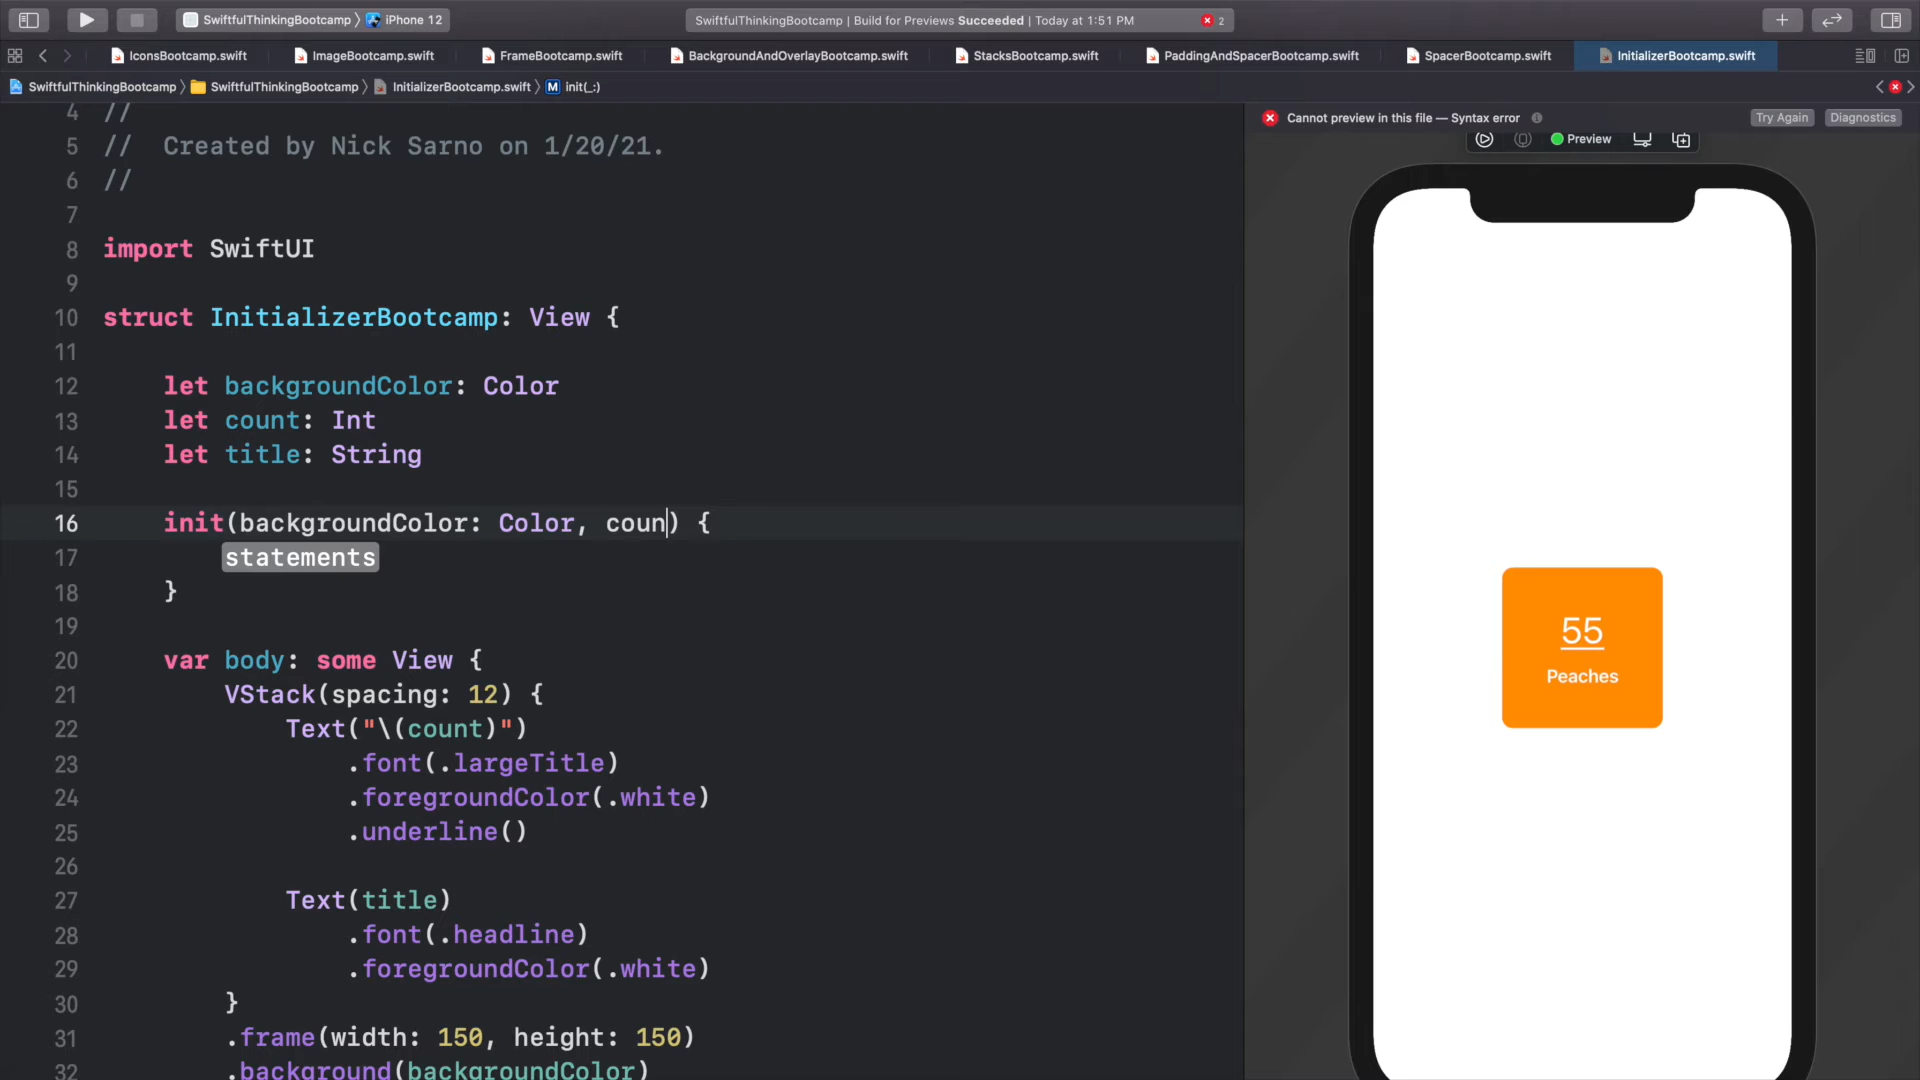 SwiftfulThinkingBootcamp 〉 iPhone 12
SwiftfulThinkingBootcamp | Build for Previews Succeeded | Today at 1:51 PM
2
IconsBootcamp.swift
ImageBootcamp.swift
FrameBootcamp.swift
BackgroundAndOverlayBootcamp.swift
StacksBootcamp.swift
PaddingAndSpacerBootcamp.swift
SpacerBootcamp.swift
InitializerBootcamp.swift
SwiftfulThinkingBootcamp 〉 SwiftfulThinkingBootcamp 〉 InitializerBootcamp.swift 〉 M init(_:)
4 //
5 //  Created by Nick Sarno on 1/20/21.
6 //
7
8 import SwiftUI
9
10 struct InitializerBootcamp: View {
11
12     let backgroundColor: Color
13     let count: Int
14     let title: String
15
16     init(backgroundColor: Color, coun) {
17         statements
18     }
19
20     var body: some View {
21         VStack(spacing: 12) {
22             Text("\(count)")
23                 .font(.largeTitle)
24                 .foregroundColor(.white)
25                 .underline()
26
27             Text(title)
28                 .font(.headline)
29                 .foregroundColor(.white)
30         }
31         .frame(width: 150, height: 150)
32         .background(backgroundColor)
Cannot preview in this file — Syntax error
Try Again
Diagnostics
Preview
55
Peaches